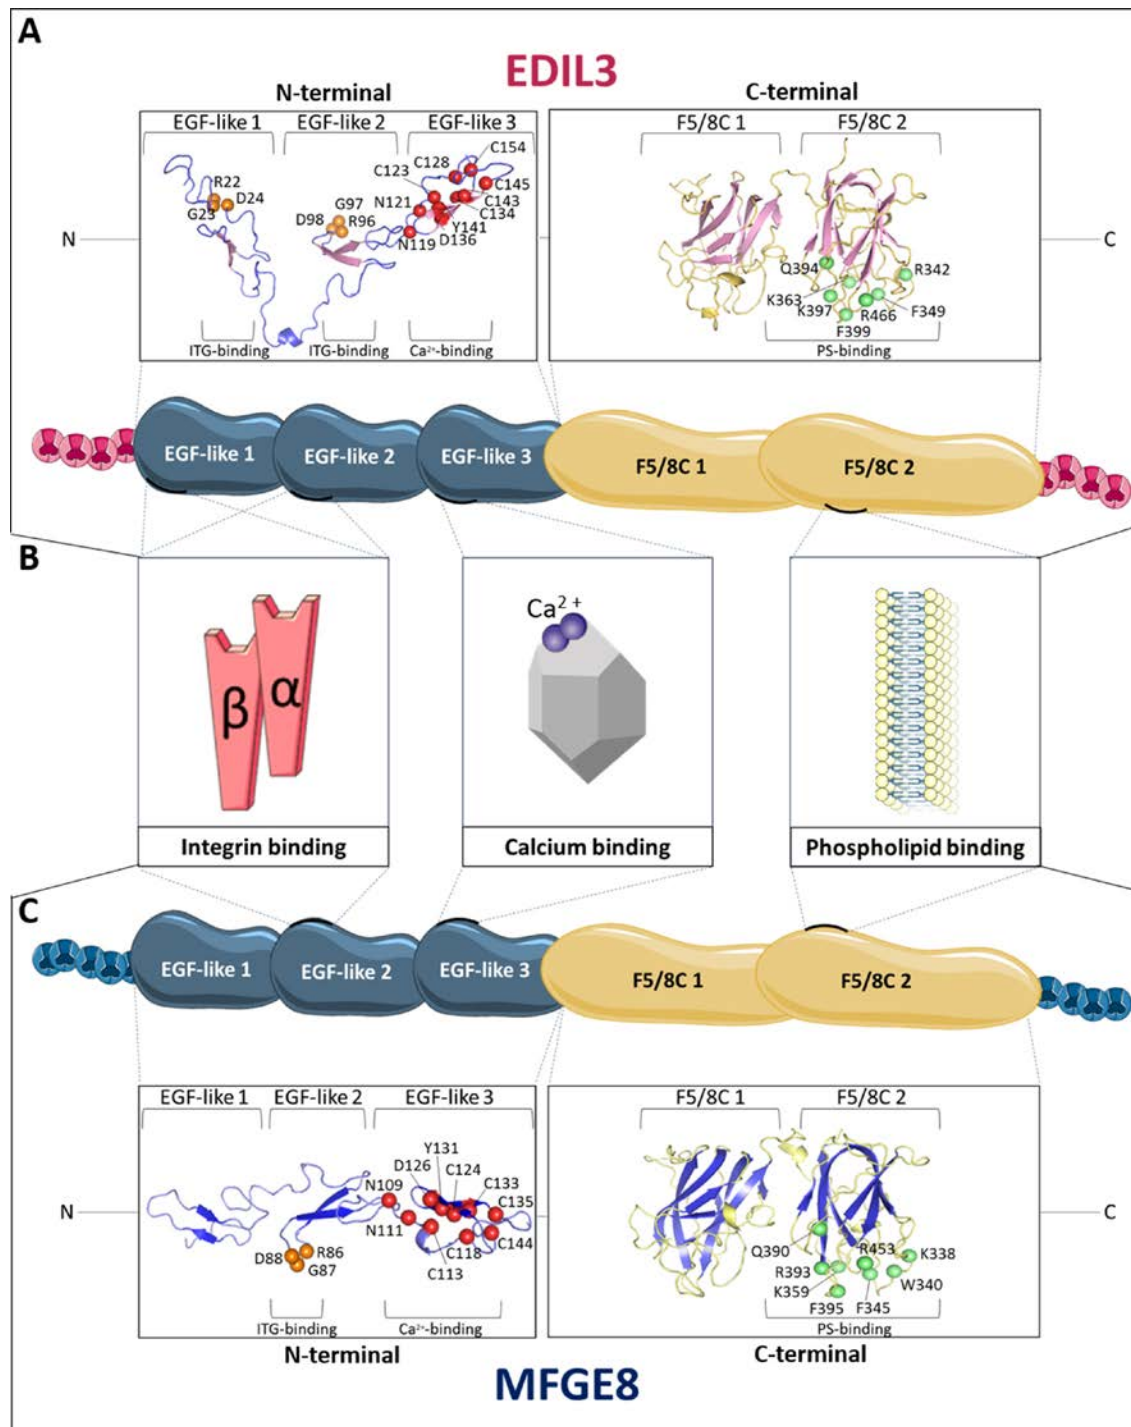 A
EDIL3
N-terminal
C-terminal
EGF-like 1
EGF-like 2
EGF-like 3
F5/8C 1
F5/8C 2
C154
C128
C123
C145
R22
D24
G23
G97
N121
C143
D98
R96
C134
Y141
N119
D136
N
C
Q394
R342
K363
K397
R466
F349
F399
ITG-binding
ITG-binding
Ca²⁺-binding
PS-binding
EGF-like 1
EGF-like 2
EGF-like 3
F5/8C 1
F5/8C 2
B
β
α
Ca²⁺
Integrin binding
Calcium binding
Phospholipid binding
C
EGF-like 1
EGF-like 2
EGF-like 3
F5/8C 1
F5/8C 2
EGF-like 1
EGF-like 2
EGF-like 3
F5/8C 1
F5/8C 2
Y131
D126
C124
C133
N109
C135
N
C
N111
C118
C144
D88
R86
G87
C113
Q390
R453
K338
R393
K359
W340
F395
F345
ITG-binding
Ca²⁺-binding
PS-binding
N-terminal
C-terminal
MFGE8